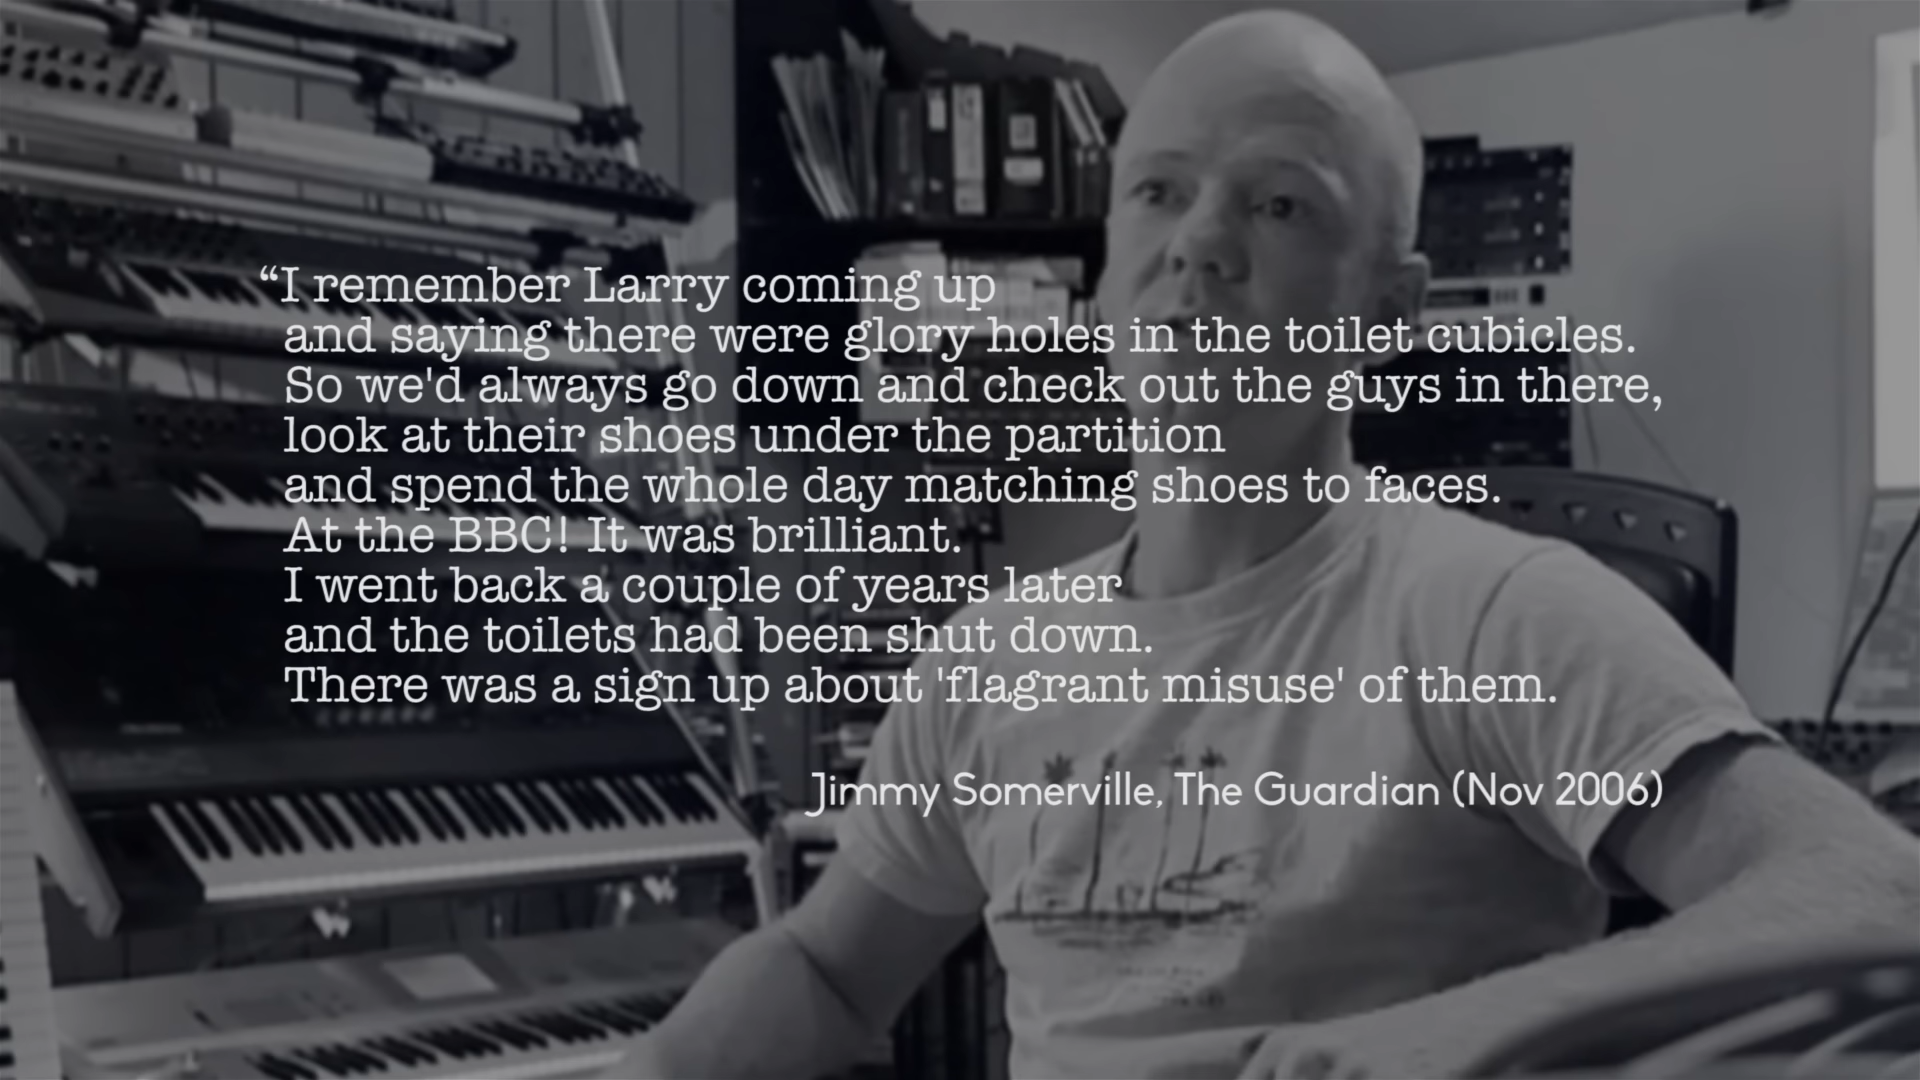 “I remember Larry coming up
and saying there were glory holes in the toilet cubicles.
So we'd always go down and check out the guys in there,
look at their shoes under the partition
and spend the whole day matching shoes to faces.
At the BBC! It was brilliant.
I went back a couple of years later
and the toilets had been shut down.
There was a sign up about 'flagrant misuse' of them.
Jimmy Somerville, The Guardian (Nov 2006)